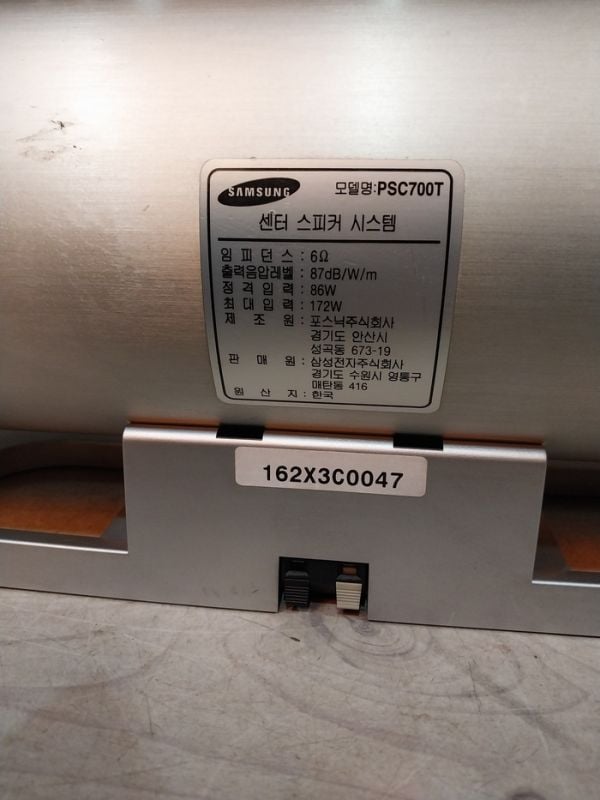 SAMSUNG 모델명:PSC700T
센터 스피커 시스템
임 피 던 스 : 6Ω
출력음압레벨 : 87dB/W/m
정 격 입 력 : 86W
최 대 입 력 : 172W
제 조 원 : 포스닉주식회사
경기도 안산시
성곡동 673-19
판 매 원 : 삼성전자주식회사
경기도 수원시 영통구
매탄동 416
원 산 지 : 한국
162X3C0047